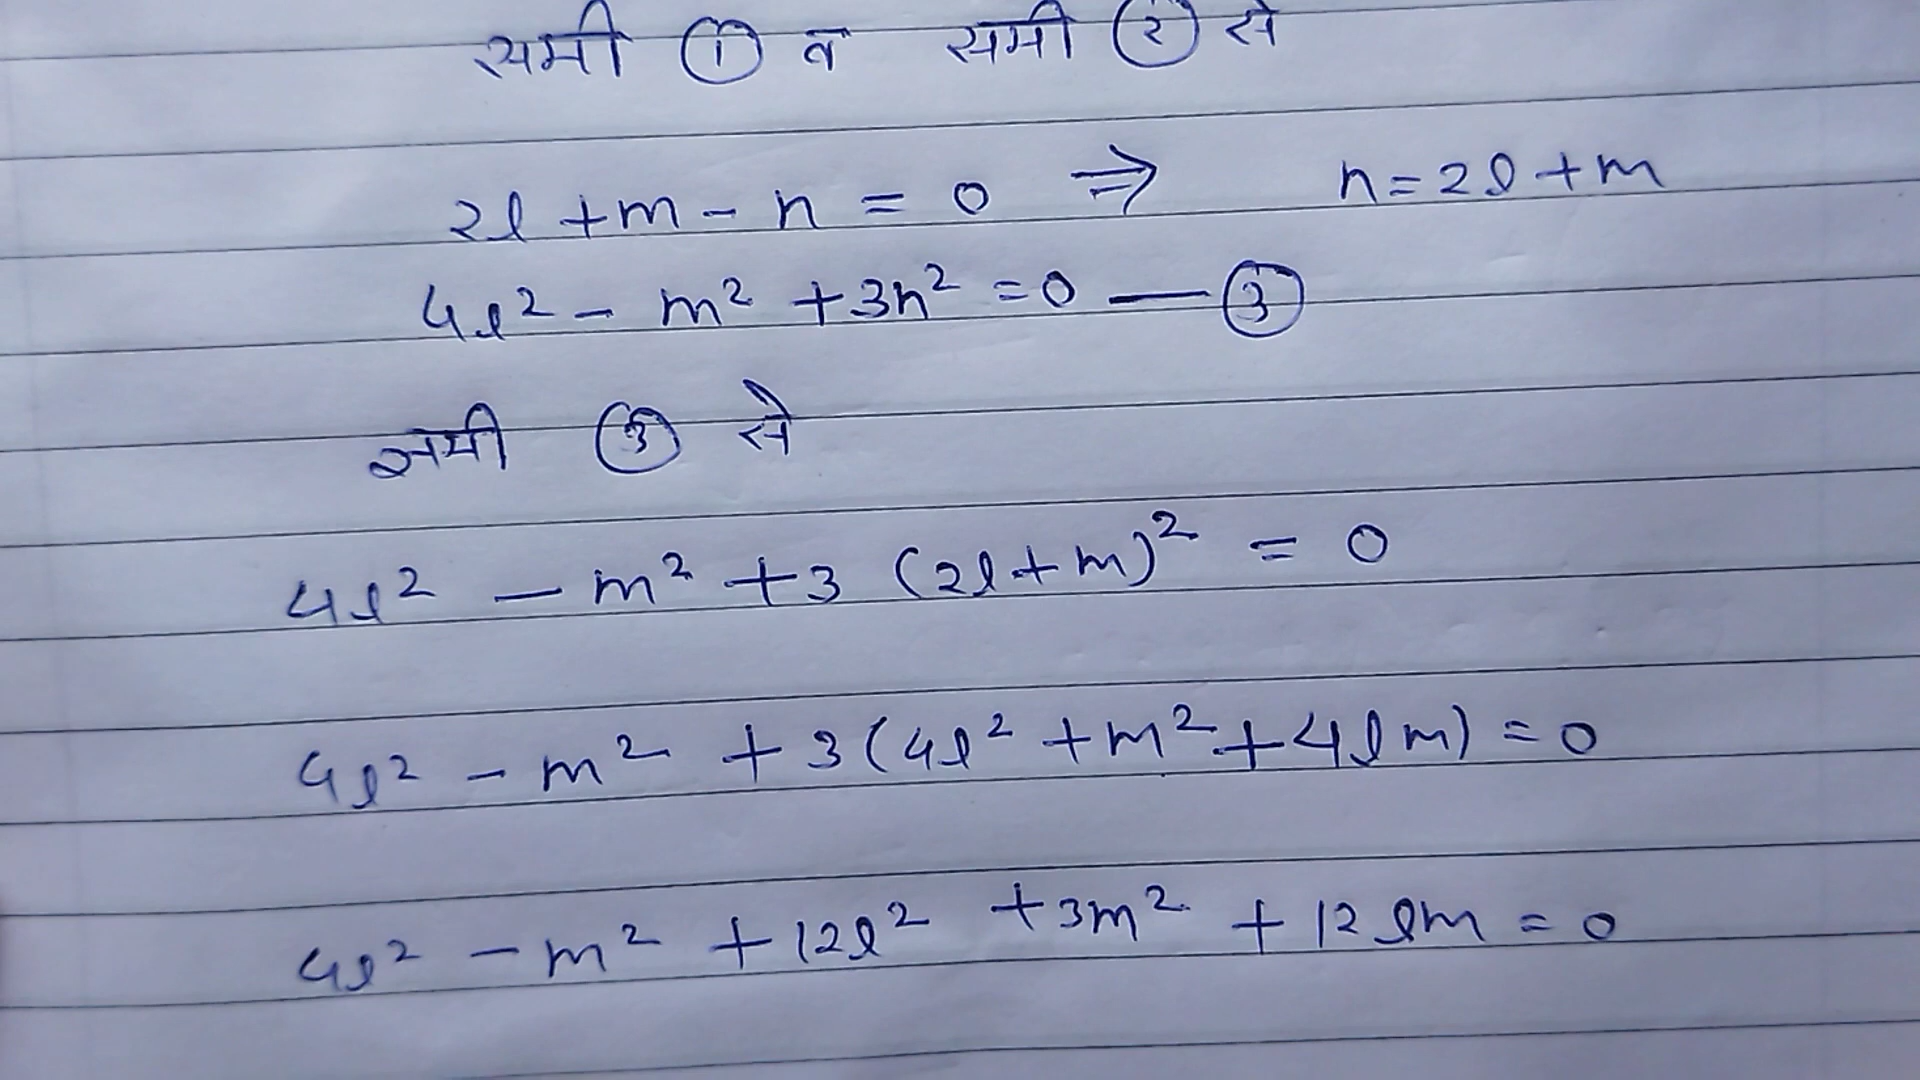 समी ① व समी ② से
2l + m - n = 0 ⇒ n = 2l + m
4l² - m² + 3n² = 0 — ③
समी ③ से
4l² - m² + 3 (2l + m)² = 0
4l² - m² + 3 (4l² + m² + 4lm) = 0
4l² - m² + 12l² + 3m² + 12lm = 0